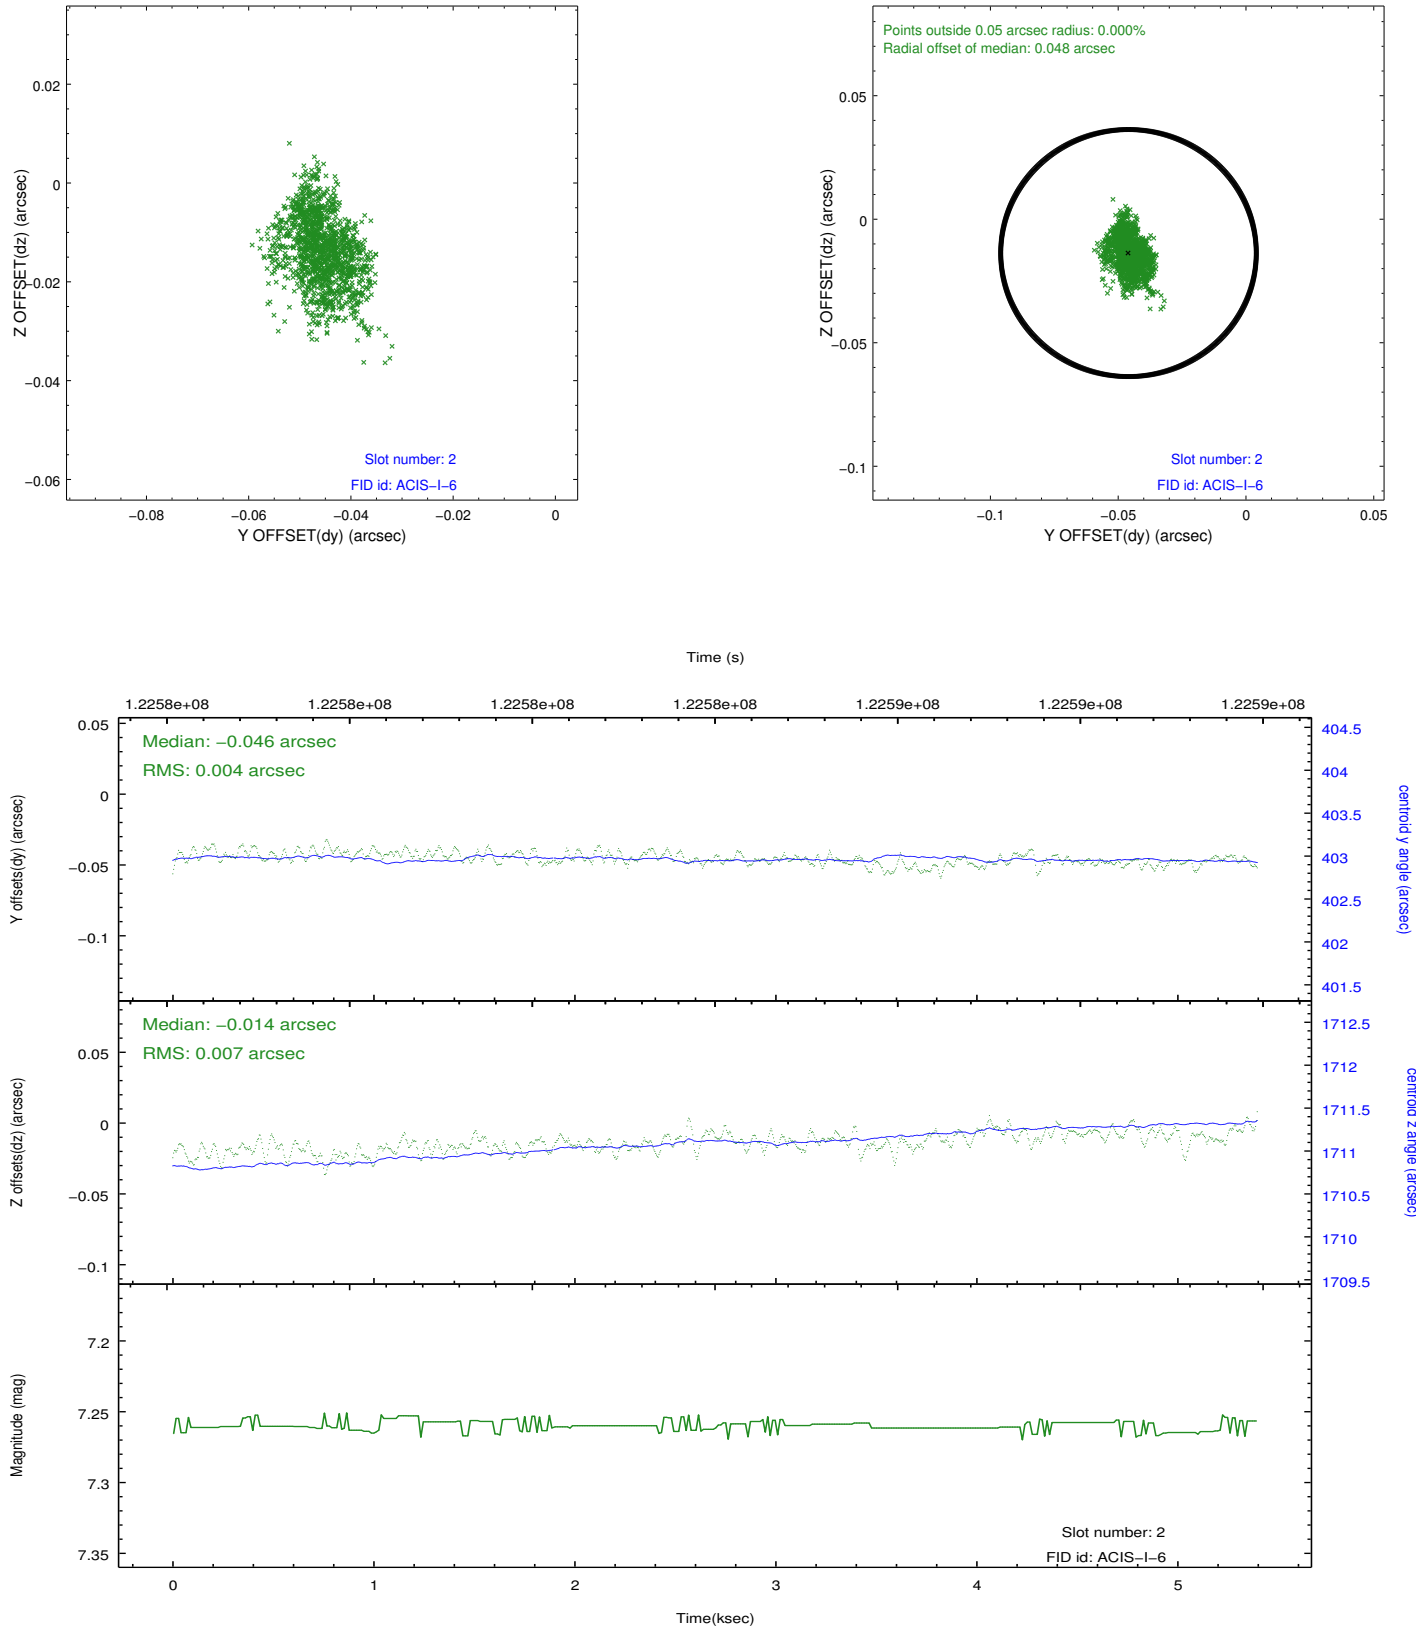 0.02
0
−0.02
−0.04
−0.06
Z OFFSET(dz) (arcsec)
Slot number: 2
FID id: ACIS−I−6
−0.08 −0.06 −0.04 −0.02 0
Y OFFSET(dy) (arcsec)
Points outside 0.05 arcsec radius: 0.000%
Radial offset of median: 0.048 arcsec
0.05
0
−0.05
−0.1
Z OFFSET(dz) (arcsec)
Slot number: 2
FID id: ACIS−I−6
−0.1 −0.05 0 0.05
Y OFFSET(dy) (arcsec)
Time (s)
1.2258e+08 1.2258e+08 1.2258e+08 1.2258e+08 1.2259e+08 1.2259e+08 1.2259e+08
Median: −0.046 arcsec
RMS: 0.004 arcsec
0.05
0
−0.05
−0.1
Y offsets(dy) (arcsec)
404.5
404
403.5
403
402.5
402
401.5
centroid y angle (arcsec)
Median: −0.014 arcsec
RMS: 0.007 arcsec
0.05
0
−0.05
−0.1
Z offsets(dz) (arcsec)
1712.5
1712
1711.5
1711
1710.5
1710
1709.5
centroid z angle (arcsec)
7.2
7.25
7.3
7.35
Magnitude (mag)
Slot number: 2
FID id: ACIS−I−6
0 1 2 3 4 5
Time(ksec)